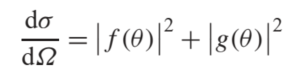 dσ/dΩ = |f(θ)|² + |g(θ)|²